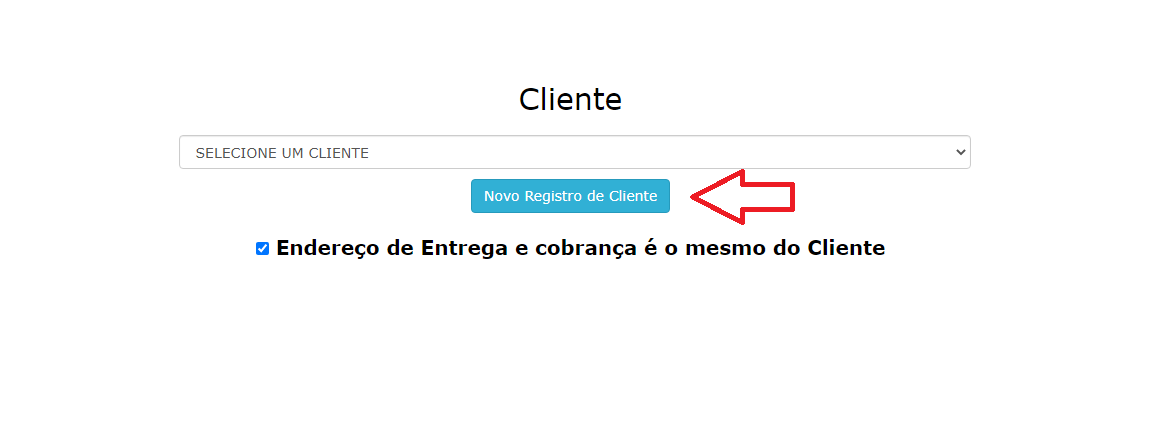 Cliente
SELECIONE UM CLIENTE
Novo Registro de Cliente
Endereço de Entrega e cobrança é o mesmo do Cliente